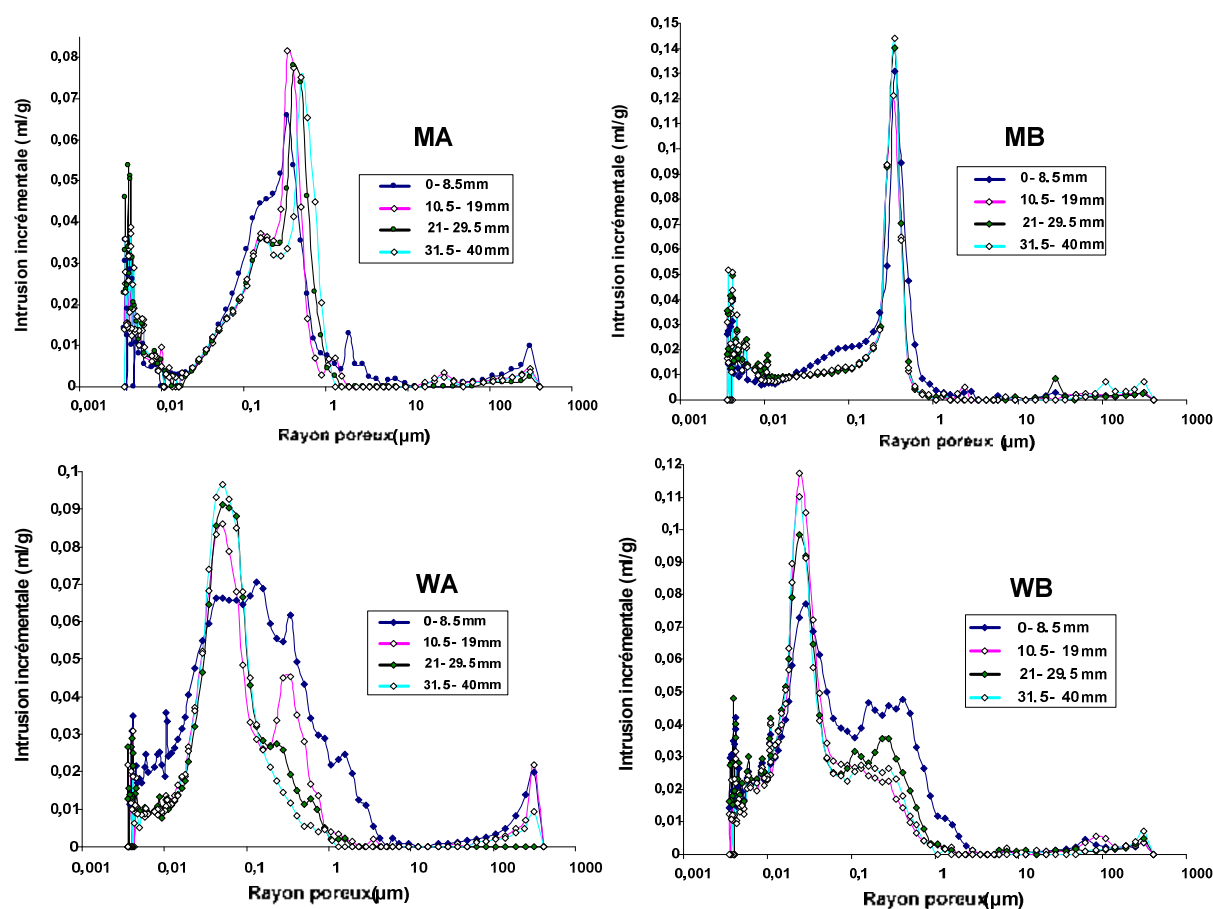 MA
Intrusion incrémentale (ml/g)
0,08
0,07
0,06
0,05
0,04
0,03
0,02
0,01
0
0,001
0,01
0,1
1
10
100
1000
Rayon poreux(µm)
0-8.5mm
10.5-19mm
21-29.5mm
31.5-40mm
MB
Intrusion incrémentale (ml/g)
0,15
0,14
0,13
0,12
0,11
0,1
0,09
0,08
0,07
0,06
0,05
0,04
0,03
0,02
0,01
0
0,001
0,01
0,1
1
10
100
1000
Rayon poreux (µm)
0-8.5mm
10.5-19mm
21-29.5mm
31.5-40mm
WA
Intrusion incrémentale (ml/g)
0,1
0,09
0,08
0,07
0,06
0,05
0,04
0,03
0,02
0,01
0
0,001
0,01
0,1
1
10
100
1000
Rayon poreux(µm)
0-8.5mm
10.5-19mm
21-29.5mm
31.5-40mm
WB
Intrusion incrémentale (ml/g)
0,12
0,11
0,1
0,09
0,08
0,07
0,06
0,05
0,04
0,03
0,02
0,01
0
0,001
0,01
0,1
1
10
100
1000
Rayon poreux(µm)
0-8.5mm
10.5-19mm
21-29.5mm
31.5-40mm